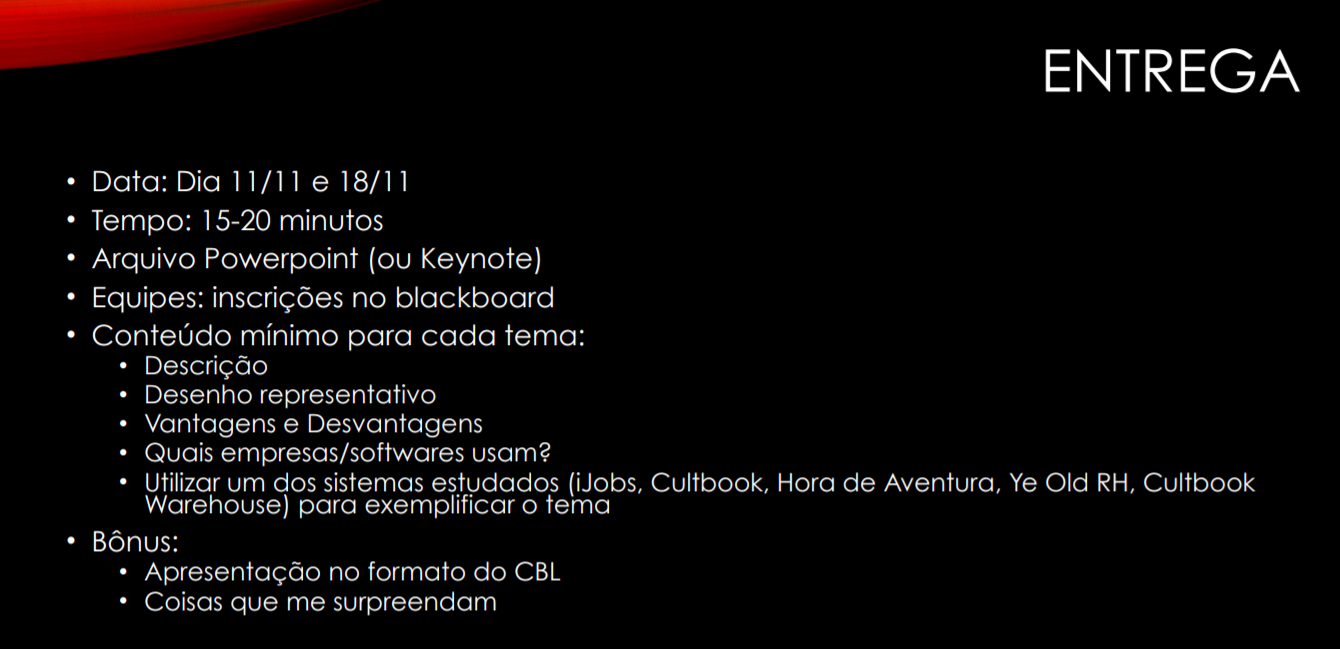 ENTREGA
• Data: Dia 11/11 e 18/11
• Tempo: 15-20 minutos
• Arquivo Powerpoint (ou Keynote)
• Equipes: inscrições no blackboard
• Conteúdo mínimo para cada tema:
• Descrição
• Desenho representativo
• Vantagens e Desvantagens
• Quais empresas/softwares usam?
• Utilizar um dos sistemas estudados (iJobs, Cultbook, Hora de Aventura, Ye Old RH, Cultbook
Warehouse) para exemplificar o tema
• Bônus:
• Apresentação no formato do CBL
• Coisas que me surpreendam